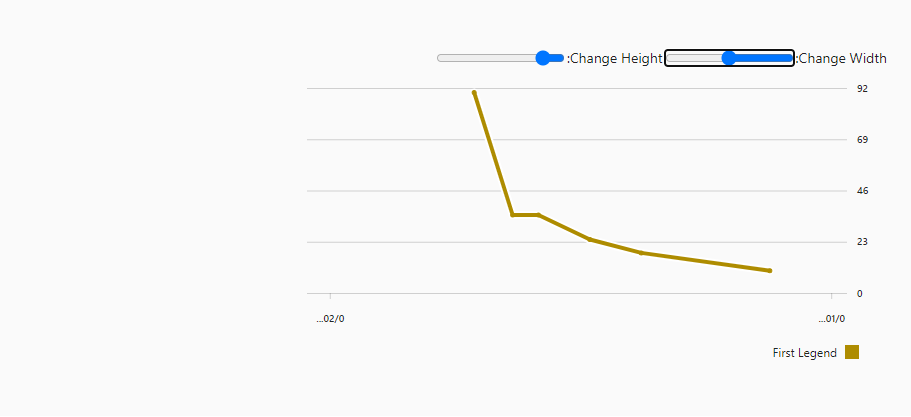 Change Width:
Change Height:
92
69
46
23
0
...01/0
...02/0
First Legend